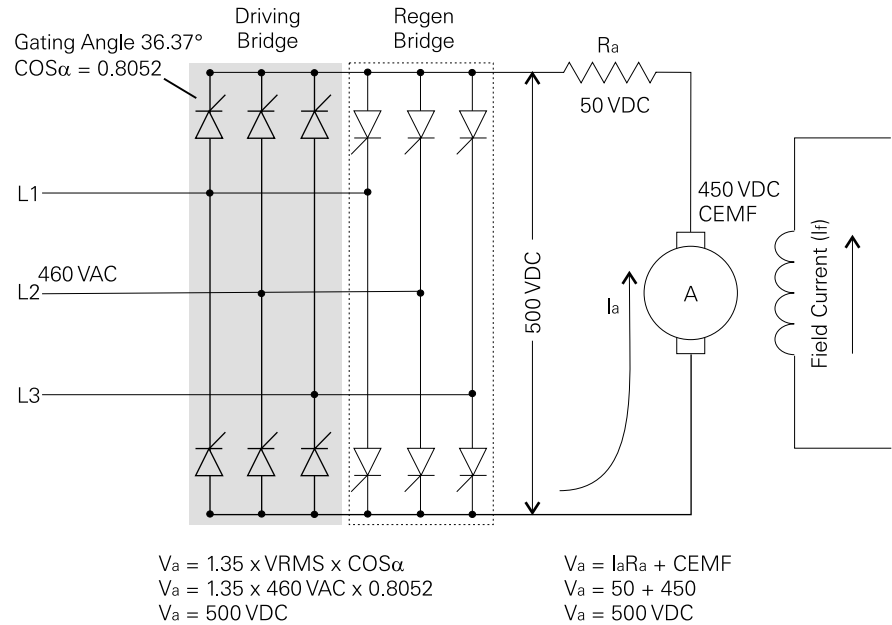 Driving
Bridge
Regen
Bridge
Gating Angle 36.37°
COSα = 0.8052
Ra
50 VDC
L1
450 VDC
CEMF
460 VAC
L2
500 VDC
Ia
A
Field Current (If)
L3
Va = 1.35 x VRMS x COSα
Va = 1.35 x 460 VAC x 0.8052
Va = 500 VDC
Va = IaRa + CEMF
Va = 50 + 450
Va = 500 VDC